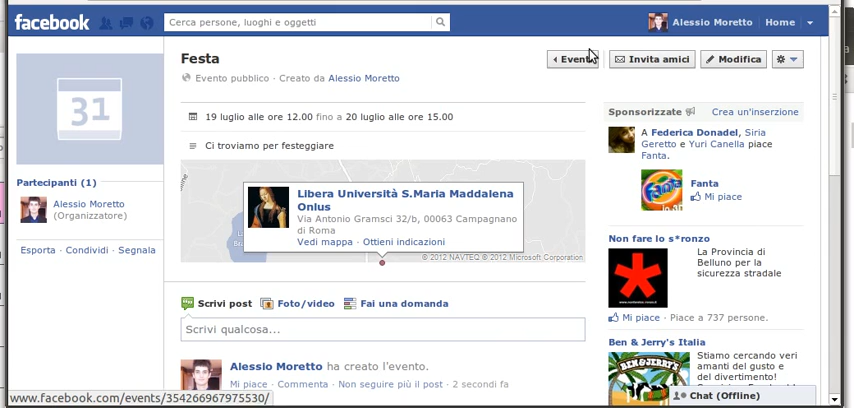 facebook
Cerca persone, luoghi e oggetti
Alessio Moretto
Home
Festa
Evento pubblico · Creato da Alessio Moretto
Invita amici
Modifica
31
19 luglio alle ore 12.00 fino a 20 luglio alle ore 15.00
Ci troviamo per festeggiare
Libera Università S.Maria Maddalena
Onlus
Via Antonio Gramsci 32/b, 00063 Campagnano
di Roma
Vedi mappa · Ottieni indicazioni
© 2012 NAVTEQ © 2012 Microsoft Corporation
Partecipanti (1)
Alessio Moretto
(Organizzatore)
Esporta · Condividi · Segnala
Scrivi post
Foto/video
Fai una domanda
Scrivi qualcosa...
Alessio Moretto ha creato l'evento.
Mi piace · Commenta · Non seguire più il post · 2 secondi fa
Sponsorizzate
Crea un'inserzione
A Federica Donadel, Siria
Geretto e Yuri Canella piace
Fanta.
Fanta
Fanta
Mi piace
Non fare lo s*ronzo
La Provincia di
Belluno per la
sicurezza stradale
Mi piace · Piace a 737 persone.
Ben & Jerry's Italia
BEN&JERRY'S
Stiamo cercando veri
amanti del gusto e
del divertimento!
Chat (Offline)
www.facebook.com/events/354266967975530/